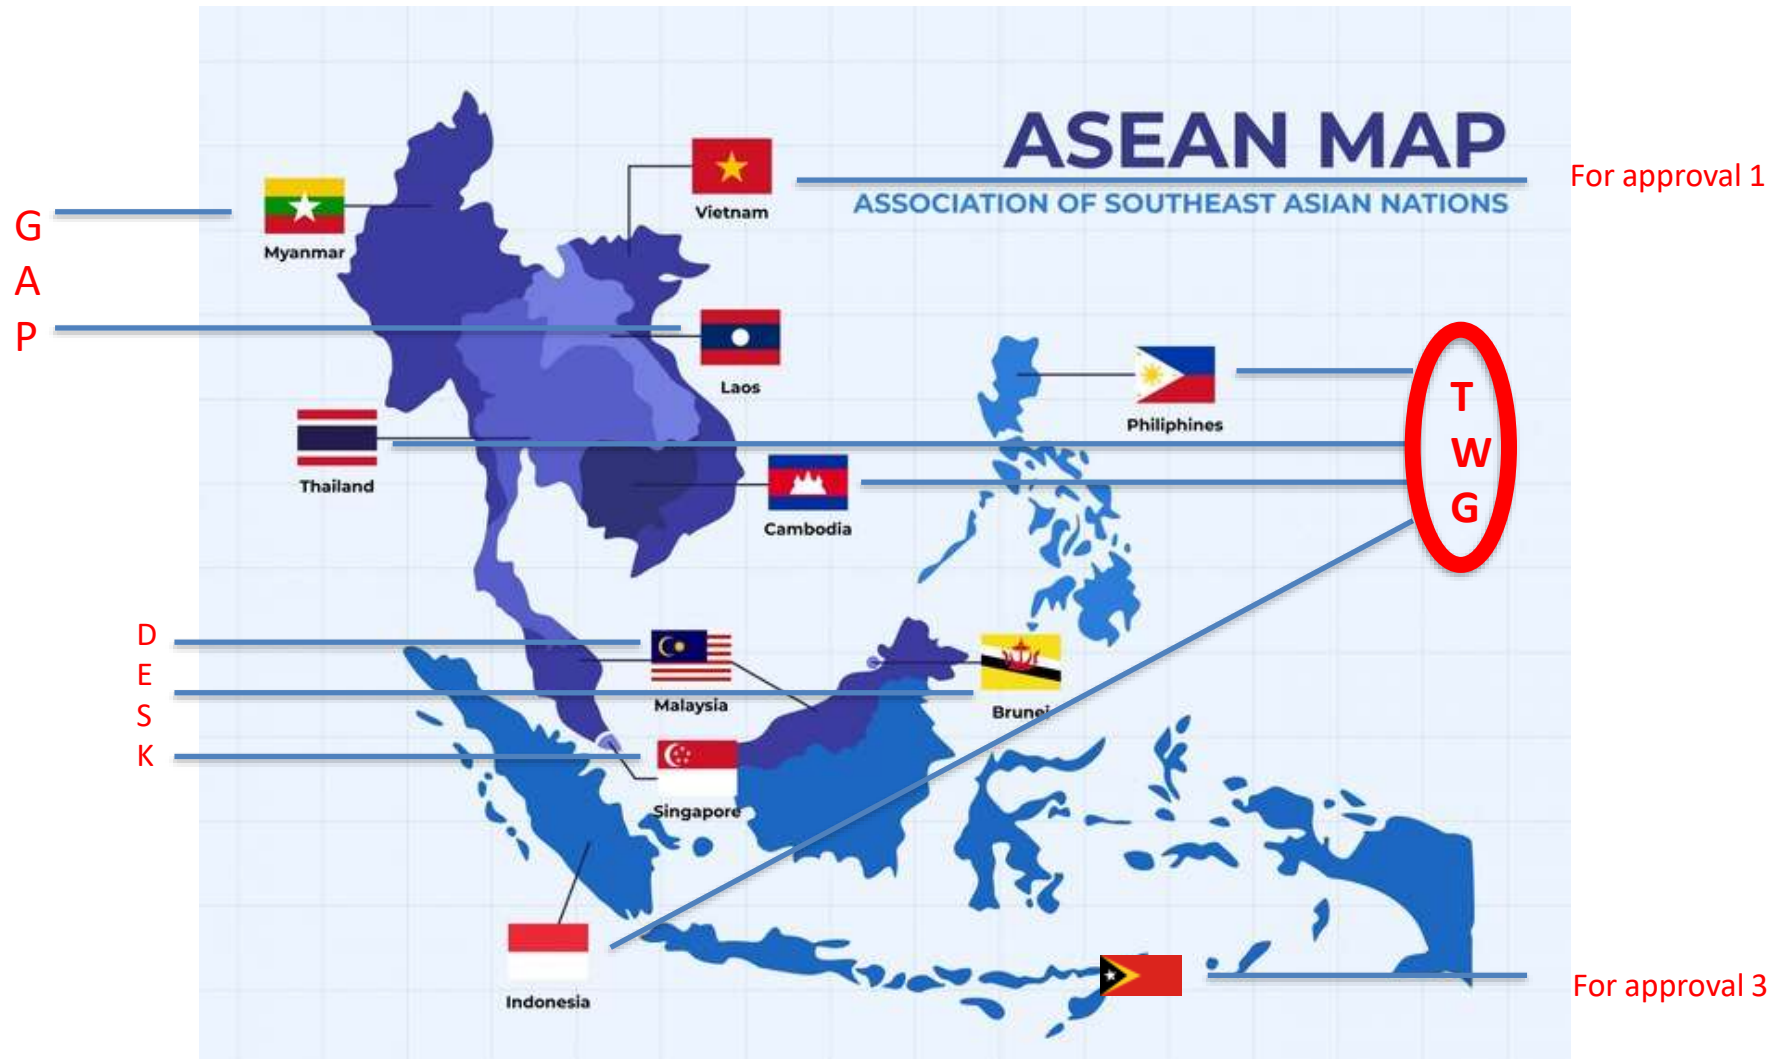 ASEAN MAP
ASSOCIATION OF SOUTHEAST ASIAN NATIONS
For approval 1
Vietnam
Myanmar
G
A
P
Laos
Philiphines
T
W
G
Thailand
Cambodia
D
E
S
K
Malaysia
Brunei
Singapore
Indonesia
For approval 3